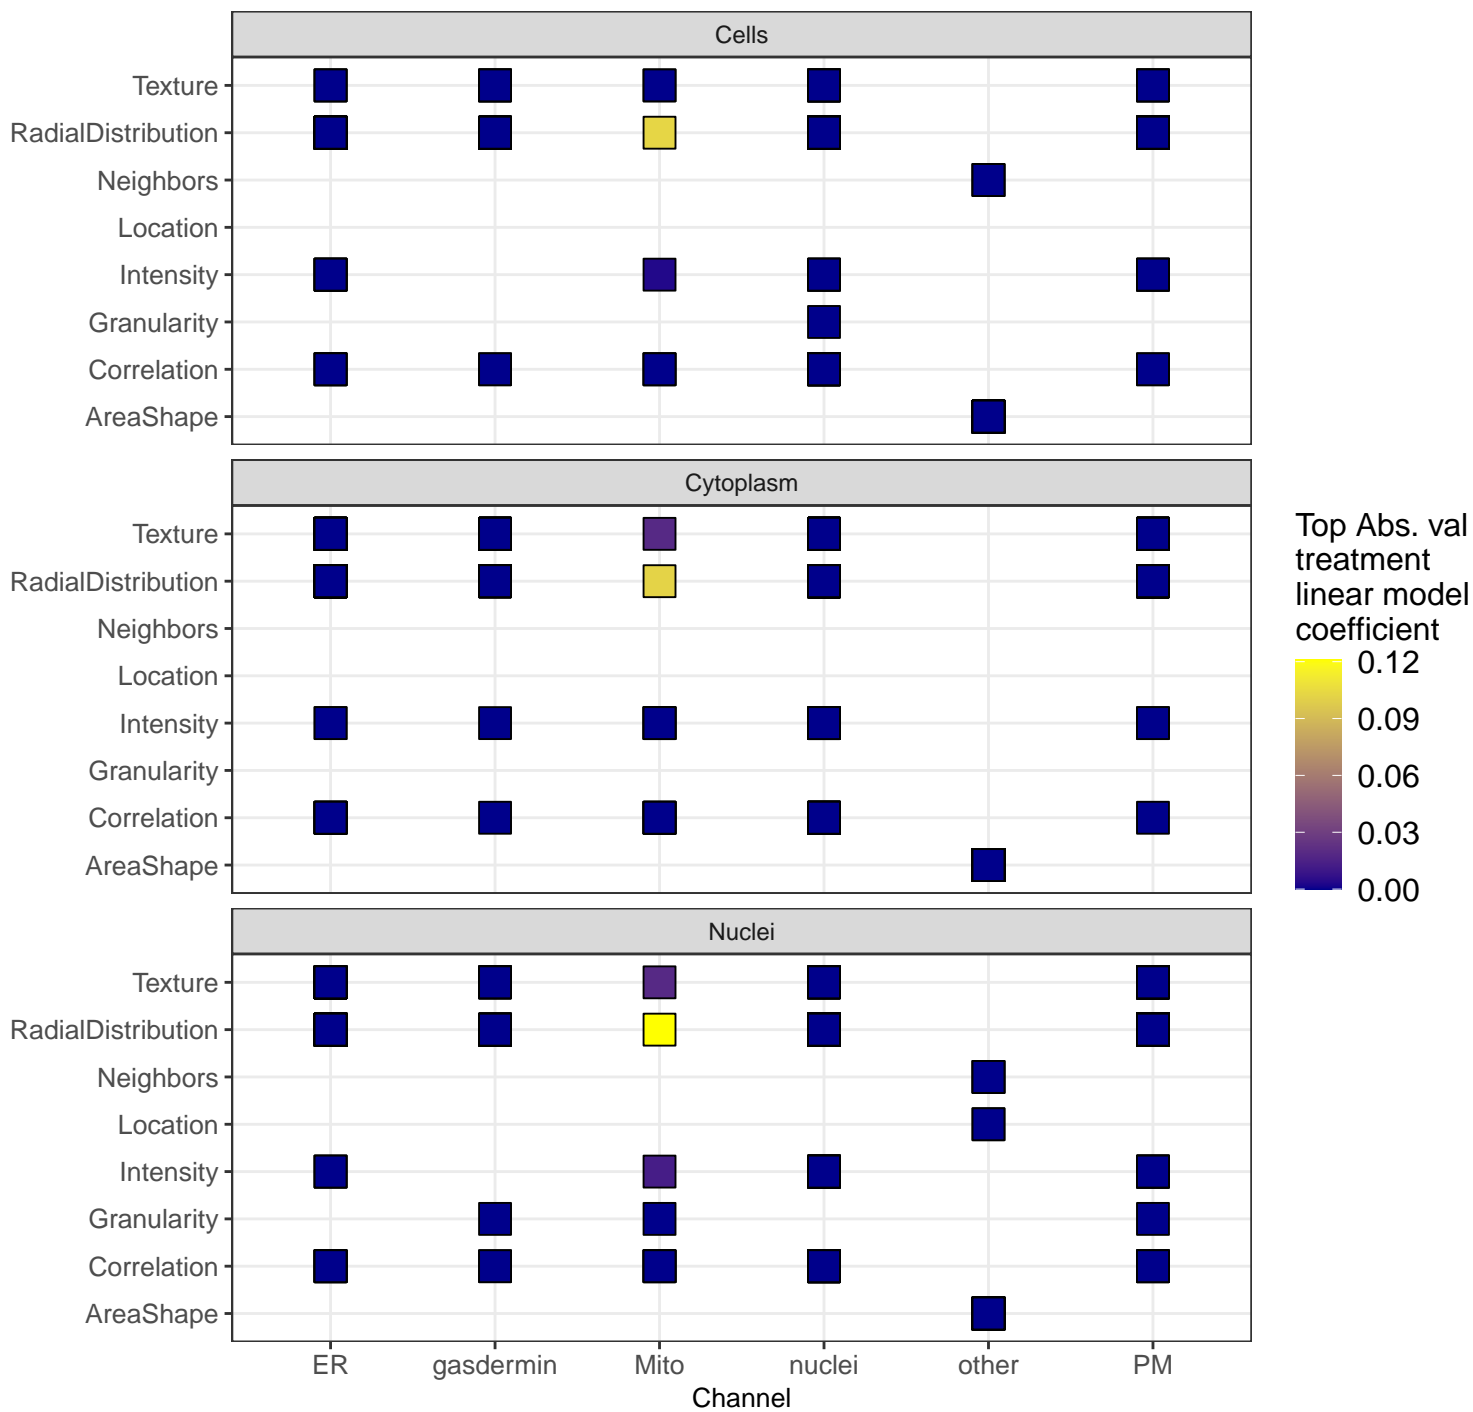 Cells
Texture
RadialDistribution
Neighbors
Location
Intensity
Granularity
Correlation
AreaShape
Cytoplasm
Texture
RadialDistribution
Neighbors
Location
Intensity
Granularity
Correlation
AreaShape
Nuclei
Texture
RadialDistribution
Neighbors
Location
Intensity
Granularity
Correlation
AreaShape
ER gasdermin Mito nuclei other PM
Channel
Top Abs. val
treatment
linear model
coefficient
0.12
0.09
0.06
0.03
0.00